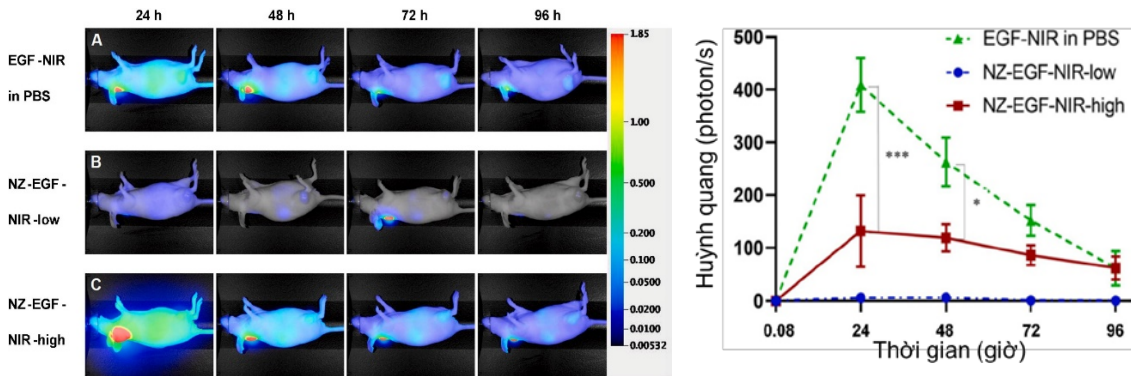 24 h 48 h 72 h 96 h
A
EGF-NIR
in PBS
B
NZ-EGF-
NIR-low
C
NZ-EGF-
NIR-high
1.85
1.00
0.500
0.200
0.100
0.0500
0.0200
0.0100
0.00532
EGF-NIR in PBS
NZ-EGF-NIR-low
NZ-EGF-NIR-high
Huỳnh quang (photon/s)
500
400
300
200
100
0
***
*
0.08 24 48 72 96
Thời gian (giờ)